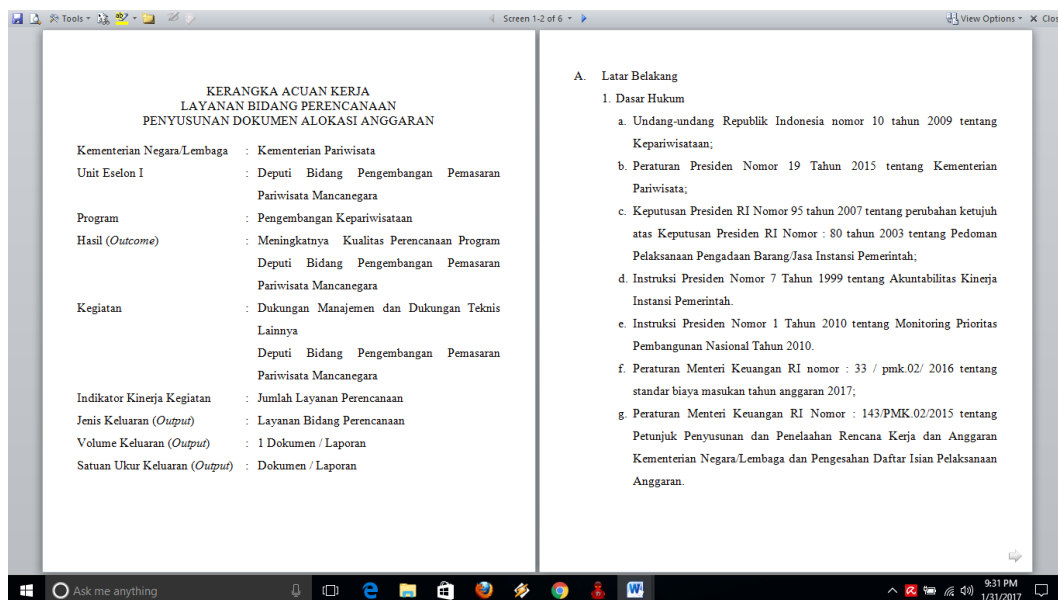 Tools
Screen 1-2 of 6
View Options
Clos
KERANGKA ACUAN KERJA
LAYANAN BIDANG PERENCANAAN
PENYUSUNAN DOKUMEN ALOKASI ANGGARAN
Kementerian Negara/Lembaga : Kementerian Pariwisata
Unit Eselon I : Deputi Bidang Pengembangan Pemasaran
Pariwisata Mancanegara
Program : Pengembangan Kepariwisataan
Hasil (Outcome) : Meningkatnya Kualitas Perencanaan Program
Deputi Bidang Pengembangan Pemasaran
Pariwisata Mancanegara
Kegiatan : Dukungan Manajemen dan Dukungan Teknis
Lainnya
Deputi Bidang Pengembangan Pemasaran
Pariwisata Mancanegara
Indikator Kinerja Kegiatan : Jumlah Layanan Perencanaan
Jenis Keluaran (Output) : Layanan Bidang Perencanaan
Volume Keluaran (Output) : 1 Dokumen / Laporan
Satuan Ukur Keluaran (Output) : Dokumen / Laporan
A. Latar Belakang
1. Dasar Hukum
a. Undang-undang Republik Indonesia nomor 10 tahun 2009 tentang
Kepariwisataan;
b. Peraturan Presiden Nomor 19 Tahun 2015 tentang Kementerian
Pariwisata;
c. Keputusan Presiden RI Nomor 95 tahun 2007 tentang perubahan ketujuh
atas Keputusan Presiden RI Nomor : 80 tahun 2003 tentang Pedoman
Pelaksanaan Pengadaan Barang/Jasa Instansi Pemerintah;
d. Instruksi Presiden Nomor 7 Tahun 1999 tentang Akuntabilitas Kinerja
Instansi Pemerintah.
e. Instruksi Presiden Nomor 1 Tahun 2010 tentang Monitoring Prioritas
Pembangunan Nasional Tahun 2010.
f. Peraturan Menteri Keuangan RI nomor : 33 / pmk.02/ 2016 tentang
standar biaya masukan tahun anggaran 2017;
g. Peraturan Menteri Keuangan RI Nomor : 143/PMK.02/2015 tentang
Petunjuk Penyusunan dan Penelaahan Rencana Kerja dan Anggaran
Kementerian Negara/Lembaga dan Pengesahan Daftar Isian Pelaksanaan
Anggaran.
Ask me anything
9:31 PM
1/31/2017